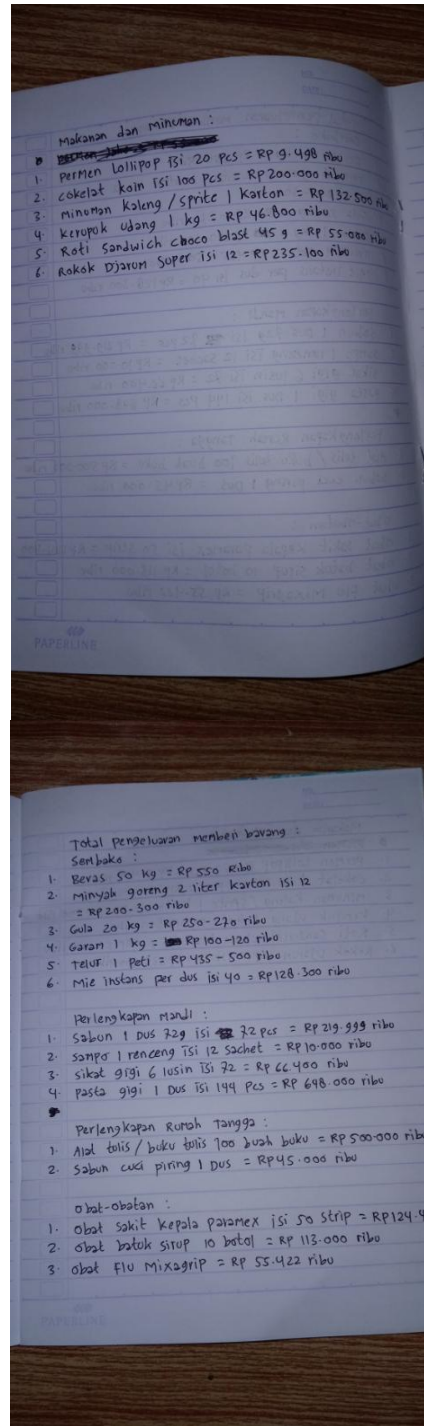 Makanan dan Minuman :
1. Permen Lollipop isi 20 pcs = Rp 9.498 ribu
2. cokelat koin isi 100 pcs = Rp 200.000 ribu
3. minuman kaleng / sprite 1 karton = Rp 132.500 ribu
4. kerupok udang 1 kg = Rp 46.800 ribu
5. Roti sandwich choco blast 45 g = Rp 55.000 ribu
6. Rokok Djarum Super isi 12 = Rp 235.100 ribu
PAPERLINE
Total Pengeluaran memberi barang :
Sembako :
1. Beras 50 kg = Rp 550 Ribu
2. Minyak goreng 2 liter karton isi 12
= Rp 200-300 ribu
3. Gula 20 kg = Rp 250-270 ribu
4. Garam 1 kg = Rp 100-120 ribu
5. Telur 1 Peti = Rp 435 - 500 ribu
6. Mie instans per dus isi 40 = Rp 128.300 ribu
Perlengkapan Mandi :
1. Sabun 1 DUS 72g isi 72 pcs = Rp 219.999 ribu
2. sampo 1 renceng isi 12 sachet = Rp 10.000 ribu
3. sikat gigi 6 lusin isi 72 = Rp 66.400 ribu
4. pasta gigi 1 Dus isi 144 Pcs = Rp 698.000 ribu
Perlengkapan Rumah Tangga :
1. Alat tulis / buku tulis 100 buah buku = Rp 500.000 ribu
2. Sabun cuci piring 1 DUS = Rp 45.000 ribu
Obat-obatan :
1. obat sakit kepala paramex isi 50 strip = Rp 124.4
2. obat batuk sirup 10 botol = Rp 113.000 ribu
3. obat flu Mixagrip = Rp 55.422 ribu
PAPERLINE